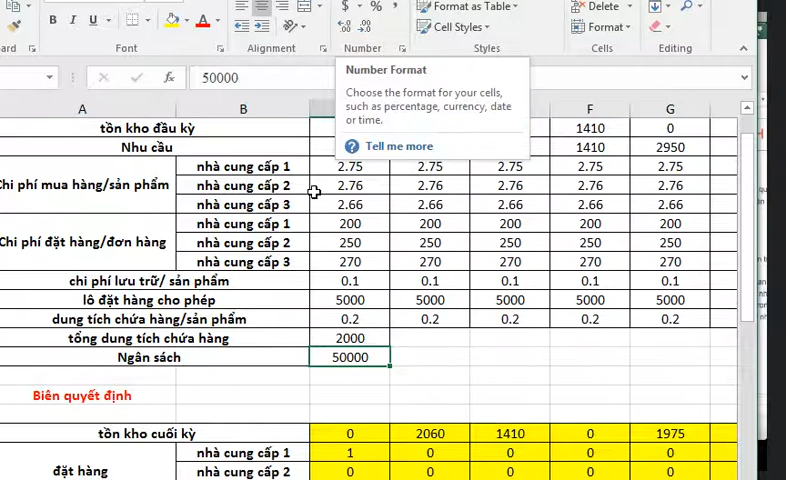 Format as Table
Delete
Cell Styles
Format
B I U A
$ % ,
ard Font Alignment Number Styles Cells Editing
fx 50000
Number Format
Choose the format for your cells,
such as percentage, currency, date
or time.
Tell me more
A B F G
tồn kho đầu kỳ 1410 0
Nhu cầu 1410 2950
Chi phí mua hàng/sản phẩm
nhà cung cấp 1 2.75 2.75 2.75 2.75 2.75
nhà cung cấp 2 2.76 2.76 2.76 2.76 2.76
nhà cung cấp 3 2.66 2.66 2.66 2.66 2.66
Chi phí đặt hàng/đơn hàng
nhà cung cấp 1 200 200 200 200 200
nhà cung cấp 2 250 250 250 250 250
nhà cung cấp 3 270 270 270 270 270
chi phí lưu trữ/ sản phẩm 0.1 0.1 0.1 0.1 0.1
lô đặt hàng cho phép 5000 5000 5000 5000 5000
dung tích chứa hàng/sản phẩm 0.2 0.2 0.2 0.2 0.2
tổng dung tích chứa hàng 2000
Ngân sách 50000
Biên quyết định
tồn kho cuối kỳ 0 2060 1410 0 1975
đặt hàng
nhà cung cấp 1 1 0 0 0 0
nhà cung cấp 2 0 0 0 0 0